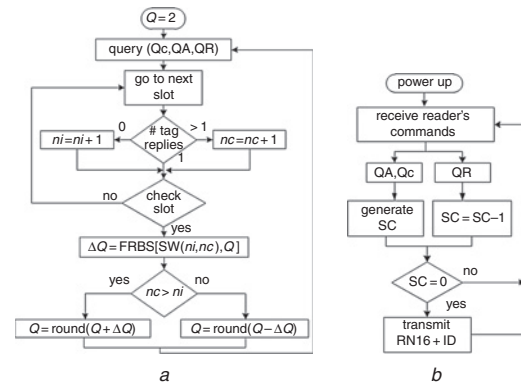 Q = 2
query (Qc,QA,QR)
go to next
slot
0
# tag
replies
> 1
ni = ni + 1
nc = nc + 1
1
no
check
slot
yes
ΔQ = FRBS[SW(ni,nc),Q]
yes
nc > ni
no
Q = round(Q + ΔQ)
Q = round(Q – ΔQ)
a
power up
receive reader's
commands
QA,Qc
QR
generate
SC
SC = SC–1
SC = 0
no
yes
transmit
RN16 + ID
b